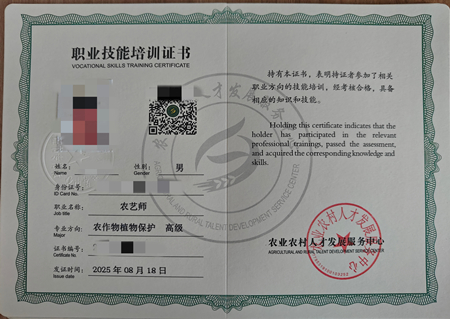 职业技能培训证书
VOCATIONAL SKILLS TRAINING CERTIFICATE
姓名: 性别: 男
Name Gender
身份证号:
ID Card No.
职业名称: 农艺师
Job title
专业方向: 农作物植物保护 高级
Major
证书编号:
Certificate No.
发证时间: 2025 年 08 月 18 日
Issue date
持有本证书，表明持证者参加了相关
职业方向的技能培训，经考核合格，具备
相应的知识和技能。
Holding this certificate indicates that the
holder has participated in the relevant
professional trainings, passed the assessment,
and acquired the corresponding knowledge and
skills.
农业农村人才发展服务中心
AGRICULTURAL AND RURAL TALENT DEVELOPMENT SERVICE CENTER